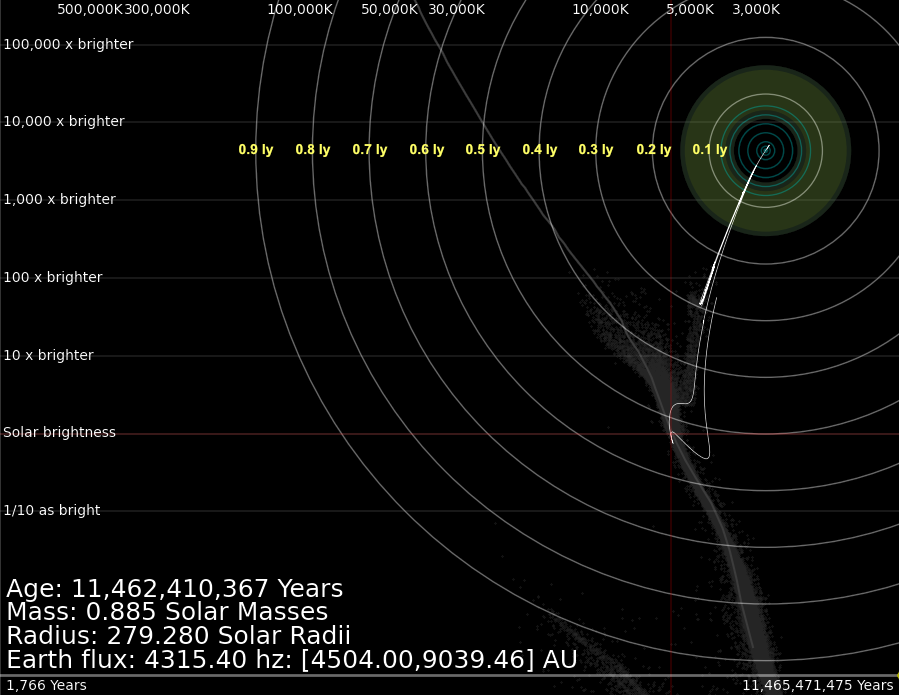 500,000K 300,000K 100,000K 50,000K 30,000K 10,000K 5,000K 3,000K
100,000 x brighter
10,000 x brighter
0.9 ly 0.8 ly 0.7 ly 0.6 ly 0.5 ly 0.4 ly 0.3 ly 0.2 ly 0.1 ly
1,000 x brighter
100 x brighter
10 x brighter
Solar brightness
1/10 as bright
Age: 11,462,410,367 Years
Mass: 0.885 Solar Masses
Radius: 279.280 Solar Radii
Earth flux: 4315.40 hz: [4504.00,9039.46] AU
1,766 Years 11,465,471,475 Years